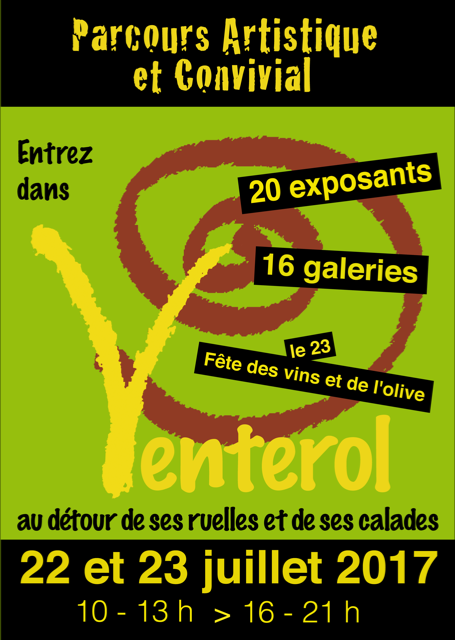 Parcours Artistique
et Convivial
Entrez
dans
20 exposants
16 galeries
le 23
Fête des vins et de l'olive
Venterol
au détour de ses ruelles et de ses calades
22 et 23 juillet 2017
10 - 13 h > 16 - 21 h